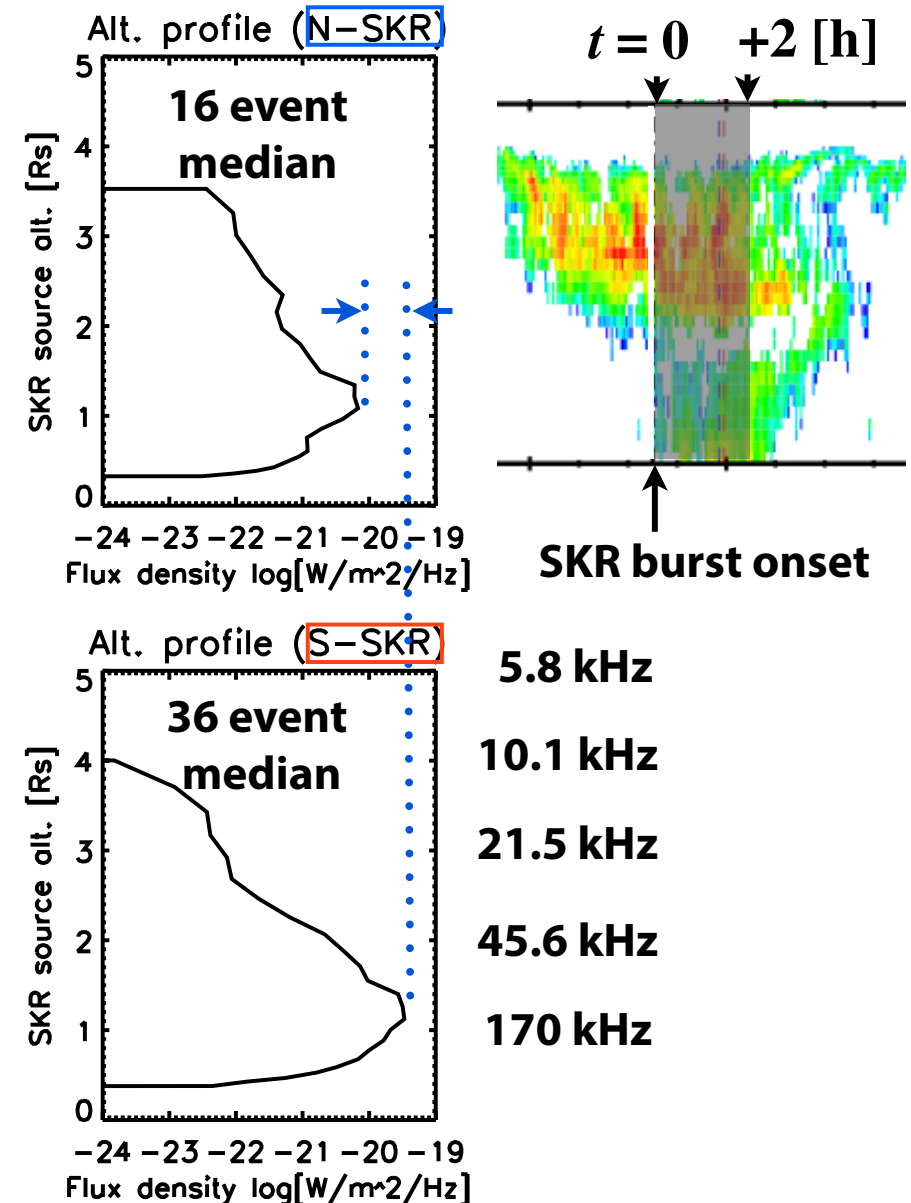 Alt. profile (N−SKR)
5
4
3
2
1
0
SKR source alt. [Rs]
16 event
median
−24 −23 −22 −21 −20 −19
Flux density log[W/m^2/Hz]
t = 0 +2 [h]
SKR burst onset
Alt. profile (S−SKR)
5
4
3
2
1
0
SKR source alt. [Rs]
36 event
median
−24 −23 −22 −21 −20 −19
Flux density log[W/m^2/Hz]
5.8 kHz
10.1 kHz
21.5 kHz
45.6 kHz
170 kHz